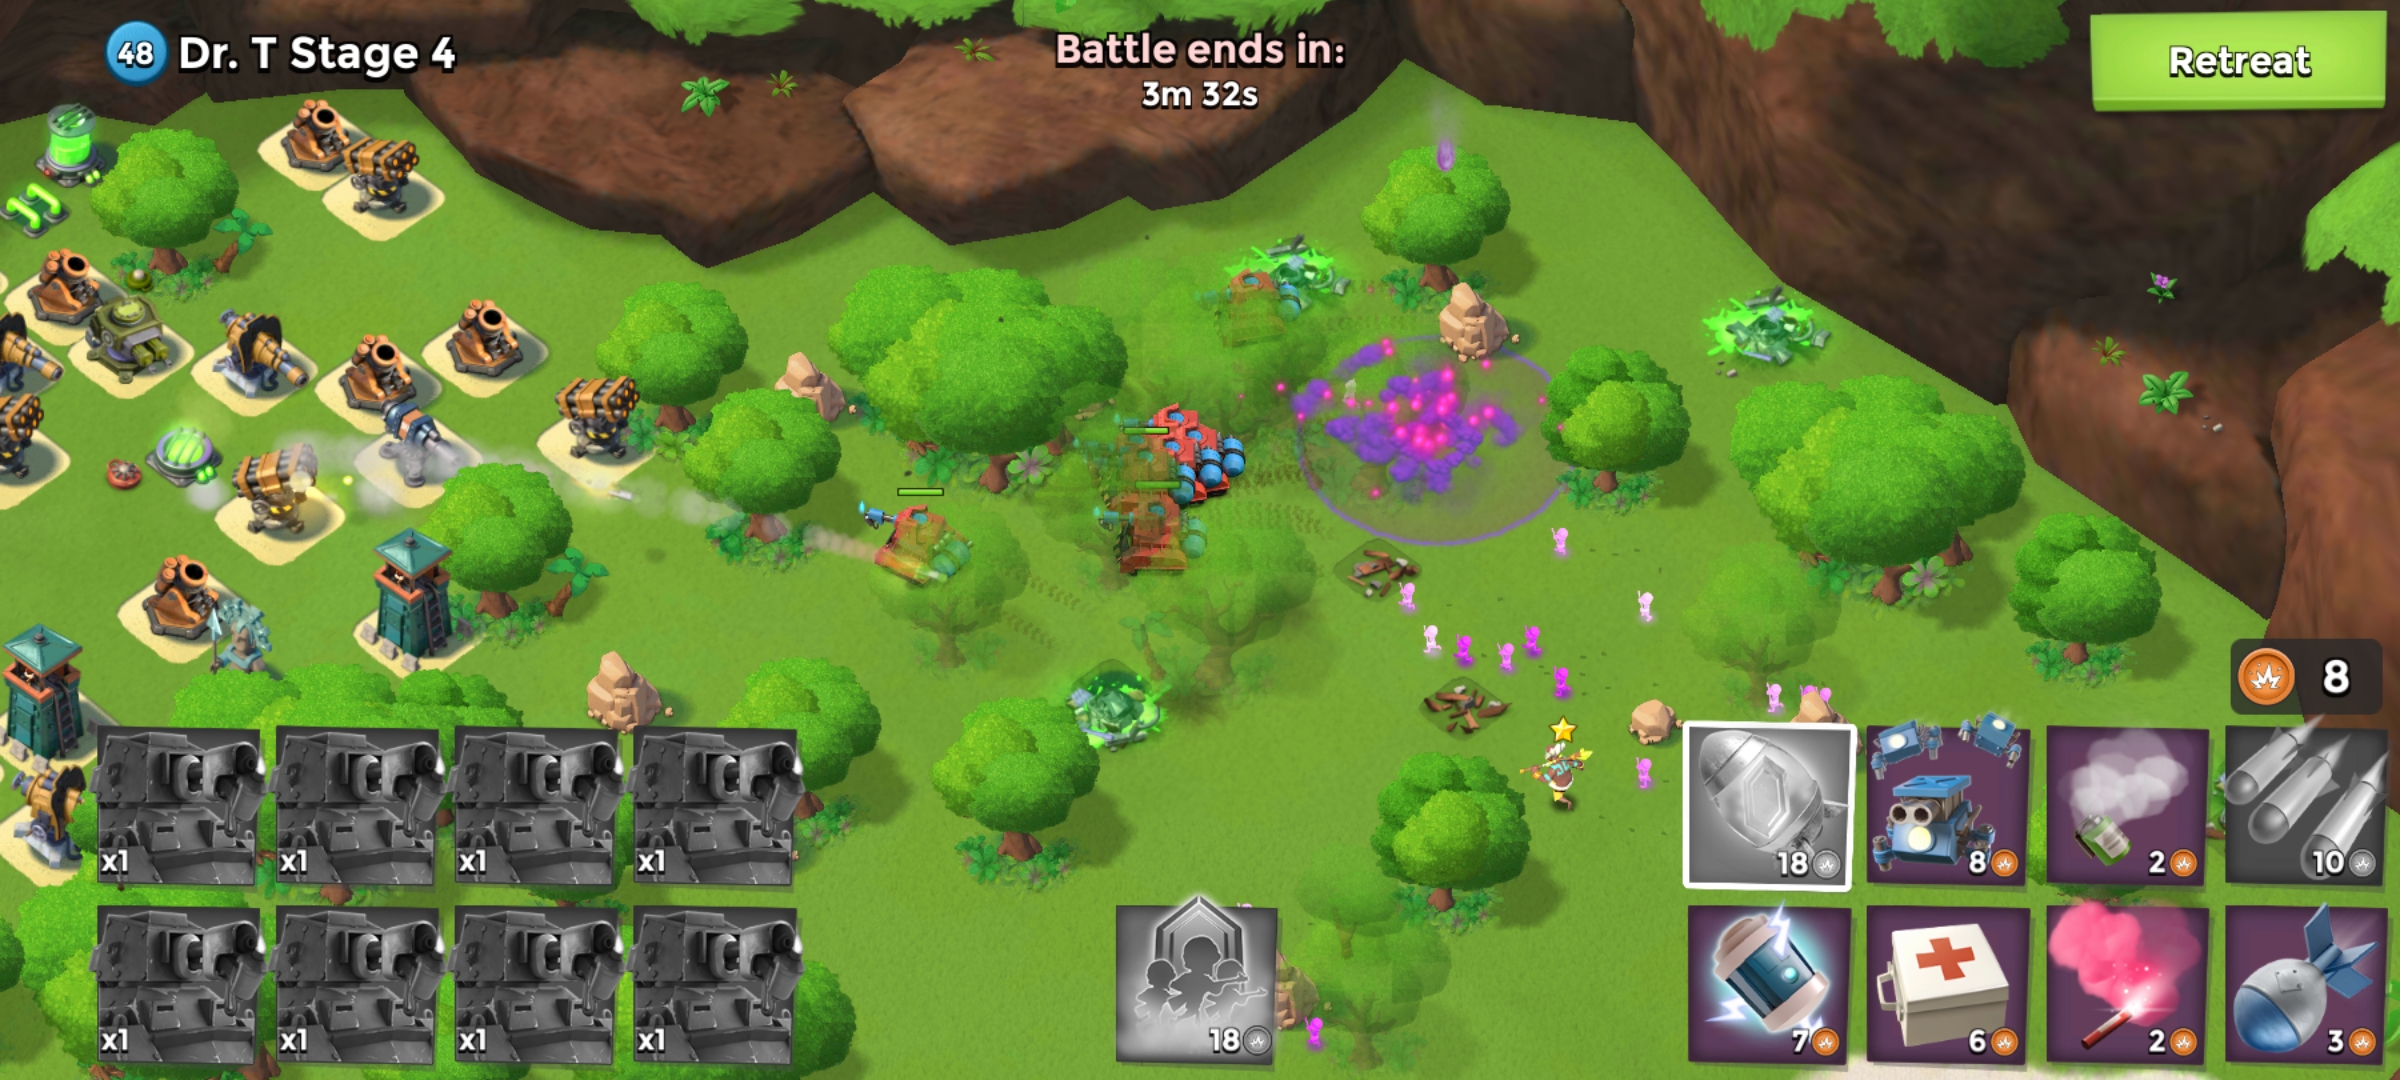 48 Dr. T Stage 4
Battle ends in:
3m 32s
Retreat
8
x1 x1 x1 x1
18 8 2 10
x1 x1 x1 x1
18
7 6 2 3